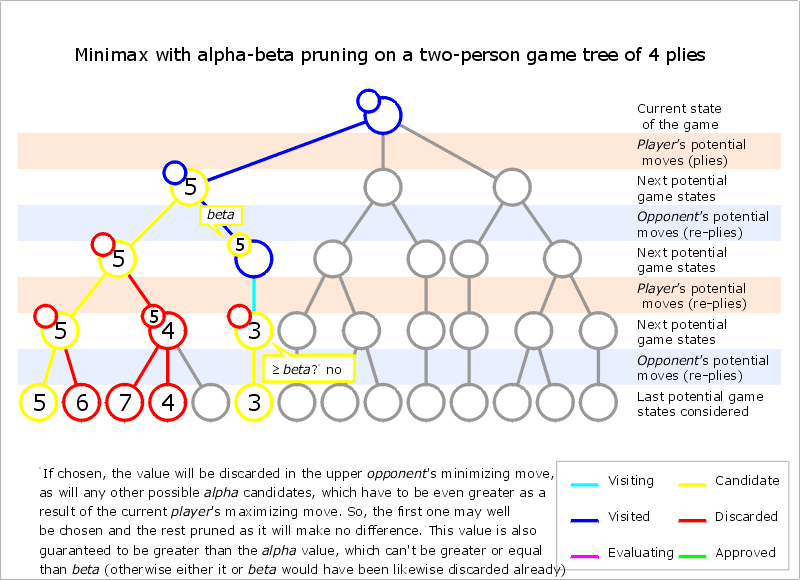 Minimax with alpha-beta pruning on a two-person game tree of 4 plies
Current state
of the game
Player's potential
moves (plies)
5
Next potential
game states
beta
Opponent's potential
moves (re-plies)
5
5
Next potential
game states
Player's potential
moves (re-plies)
5
5
4
3
Next potential
game states
≥ beta?* no
Opponent's potential
moves (re-plies)
5
6
7
4
3
Last potential game
states considered
*If chosen, the value will be discarded in the upper opponent's minimizing move,
as will any other possible alpha candidates, which have to be even greater as a
result of the current player's maximizing move. So, the first one may well
be chosen and the rest pruned as it will make no difference. This value is also
guaranteed to be greater than the alpha value, which can't be greater or equal
than beta (otherwise either it or beta would have been likewise discarded already)
Visiting
Candidate
Visited
Discarded
Evaluating
Approved